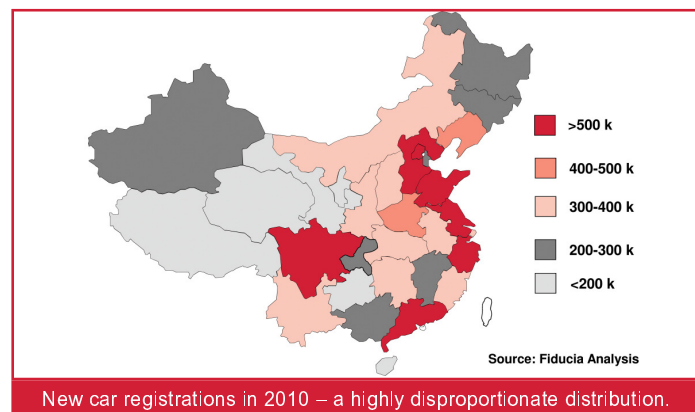 >500 k
400-500 k
300-400 k
200-300 k
<200 k
Source: Fiducia Analysis
New car registrations in 2010 – a highly disproportionate distribution.